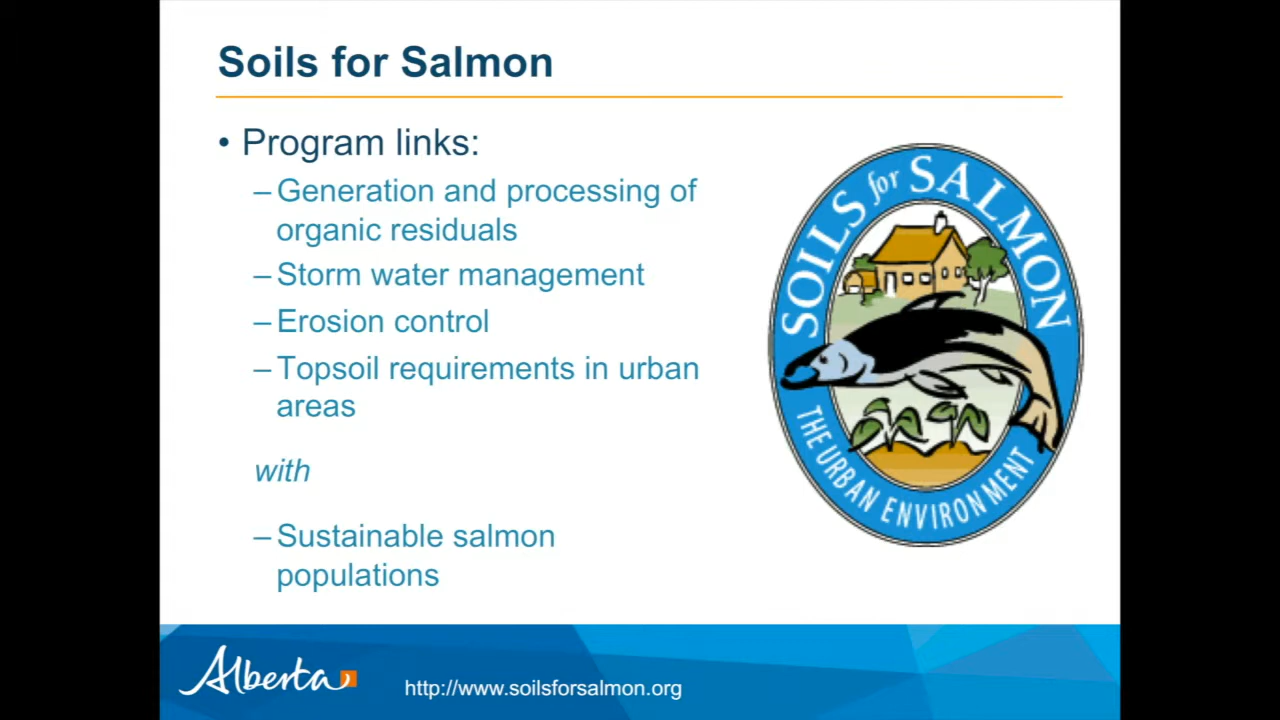 Soils for Salmon
• Program links:
– Generation and processing of
organic residuals
– Storm water management
– Erosion control
– Topsoil requirements in urban
areas
with
– Sustainable salmon
populations
SOILS for SALMON
THE URBAN ENVIRONMENT
Alberta
http://www.soilsforsalmon.org